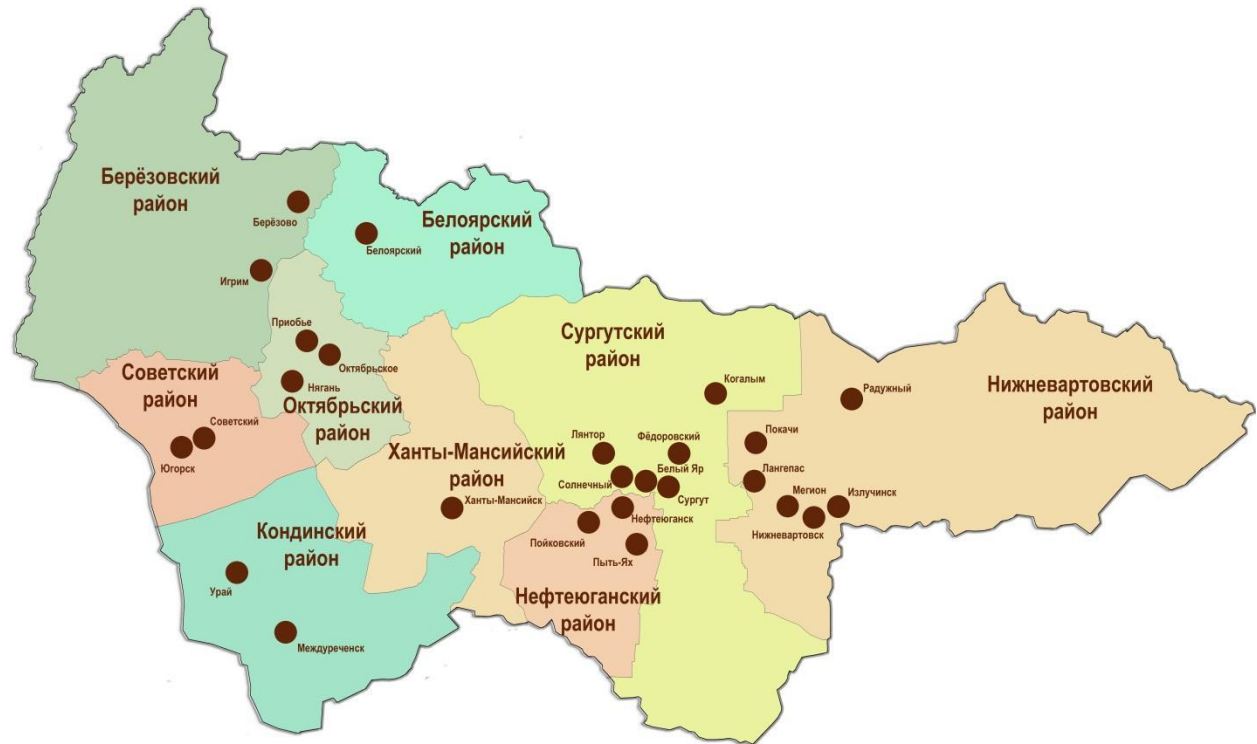 Берёзовский
район
Берёзово
Игрим
Белоярский
район
Белоярский
Приобье
Октябрьское
Нягань
Октябрьский
район
Советский
район
Советский
Югорск
Сургутский
район
Когалым
Лянтор
Фёдоровский
Солнечный
Белый Яр
Сургут
Нижневартовский
район
Радужный
Покачи
Лангепас
Мегион
Излучинск
Нижневартовск
Ханты-Мансийский
район
Ханты-Мансийск
Кондинский
район
Урай
Междуреченск
Нефтеюганск
Пойковский
Пыть-Ях
Нефтеюганский
район